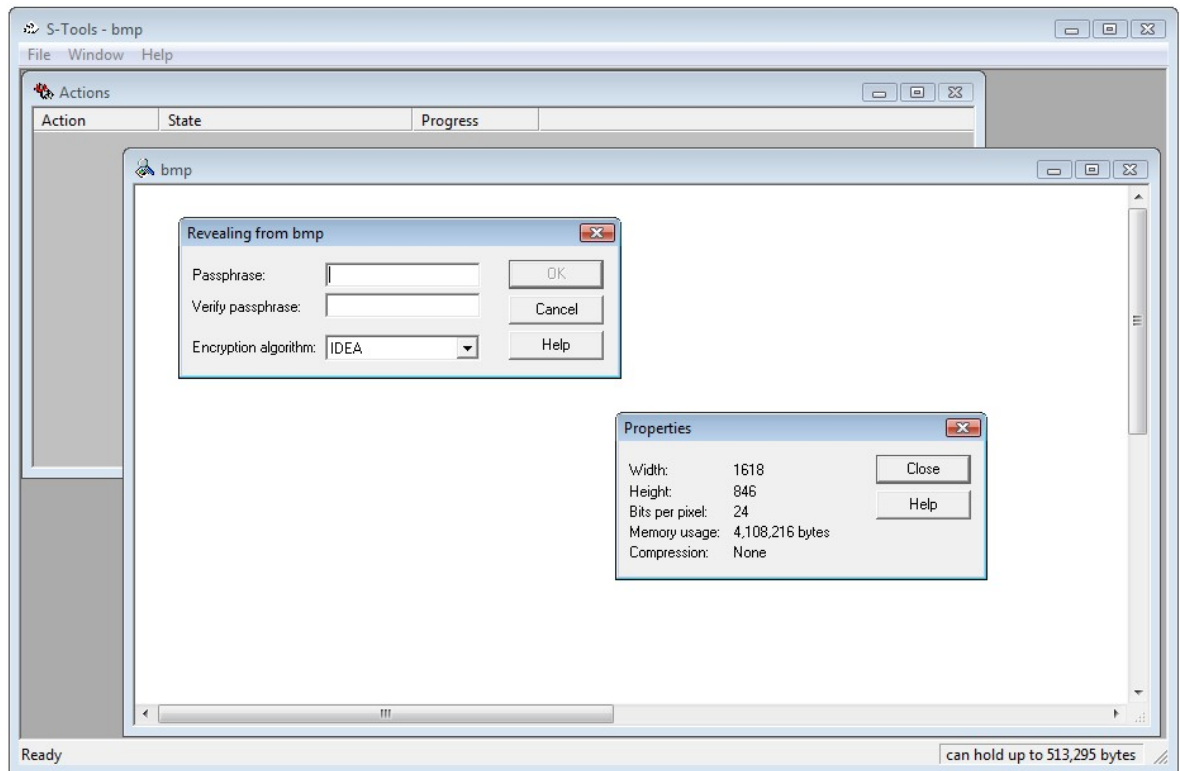 S-Tools - bmp
File Window Help
Actions
Action State Progress
bmp
Revealing from bmp
Passphrase:
OK
Verify passphrase:
Cancel
Encryption algorithm: IDEA
Help
Properties
Width: 1618
Close
Height: 846
Bits per pixel: 24
Help
Memory usage: 4,108,216 bytes
Compression: None
Ready
can hold up to 513,295 bytes